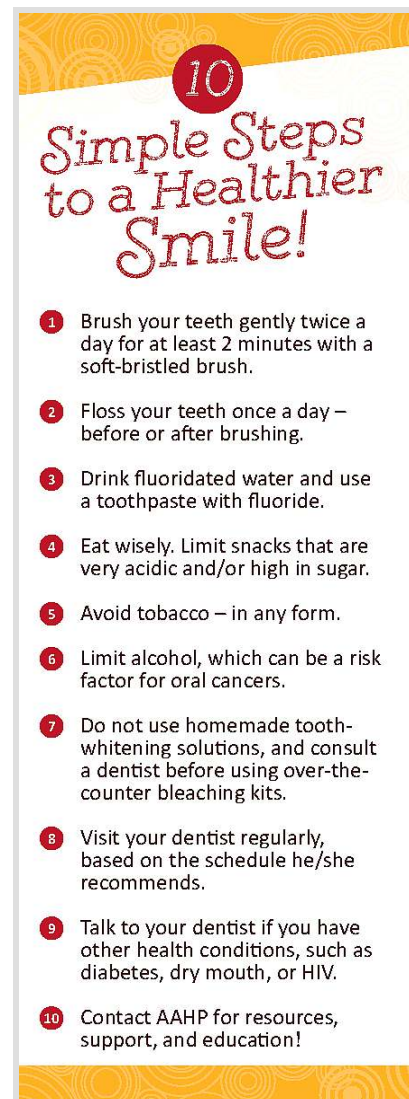 10
Simple Steps
to a Healthier
Smile!
1 Brush your teeth gently twice a
day for at least 2 minutes with a
soft-bristled brush.
2 Floss your teeth once a day –
before or after brushing.
3 Drink fluoridated water and use
a toothpaste with fluoride.
4 Eat wisely. Limit snacks that are
very acidic and/or high in sugar.
5 Avoid tobacco – in any form.
6 Limit alcohol, which can be a risk
factor for oral cancers.
7 Do not use homemade tooth-
whitening solutions, and consult
a dentist before using over-the-
counter bleaching kits.
8 Visit your dentist regularly,
based on the schedule he/she
recommends.
9 Talk to your dentist if you have
other health conditions, such as
diabetes, dry mouth, or HIV.
10 Contact AAHP for resources,
support, and education!